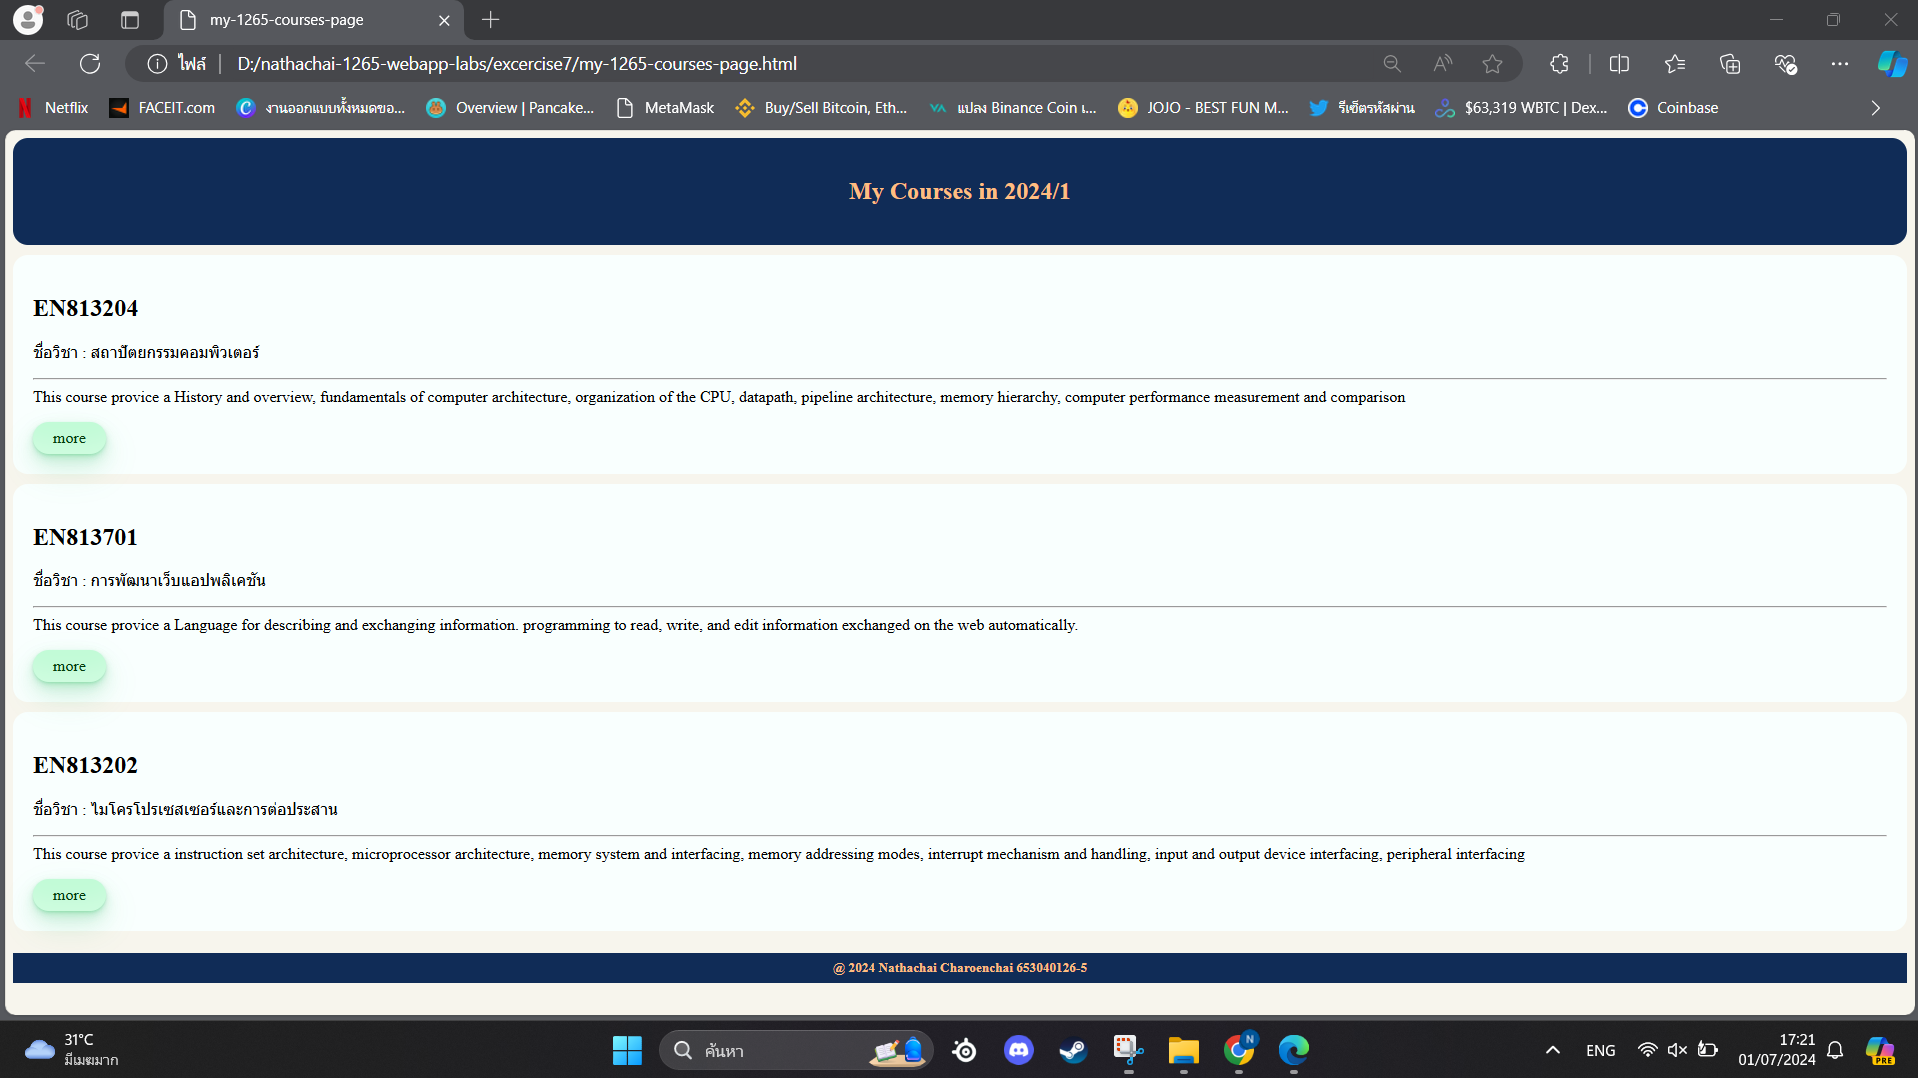 my-1265-courses-page
ไฟล์ D:/nathachai-1265-webapp-labs/excercise7/my-1265-courses-page.html
Netflix FACEIT.com งานออกแบบทั้งหมดขอ... Overview | Pancake... MetaMask Buy/Sell Bitcoin, Eth... แปลง Binance Coin เ... JOJO - BEST FUN M... รีเซ็ตรหัสผ่าน $63,319 WBTC | Dex... Coinbase
My Courses in 2024/1
EN813204
ชื่อวิชา : สถาปัตยกรรมคอมพิวเตอร์
This course provice a History and overview, fundamentals of computer architecture, organization of the CPU, datapath, pipeline architecture, memory hierarchy, computer performance measurement and comparison
more
EN813701
ชื่อวิชา : การพัฒนาเว็บแอปพลิเคชัน
This course provice a Language for describing and exchanging information. programming to read, write, and edit information exchanged on the web automatically.
more
EN813202
ชื่อวิชา : ไมโครโปรเซสเซอร์และการต่อประสาน
This course provice a instruction set architecture, microprocessor architecture, memory system and interfacing, memory addressing modes, interrupt mechanism and handling, input and output device interfacing, peripheral interfacing
more
@ 2024 Nathachai Charoenchai 653040126-5
31°C
มีเมฆมาก
ค้นหา
N
ENG
17:21
01/07/2024
PRE